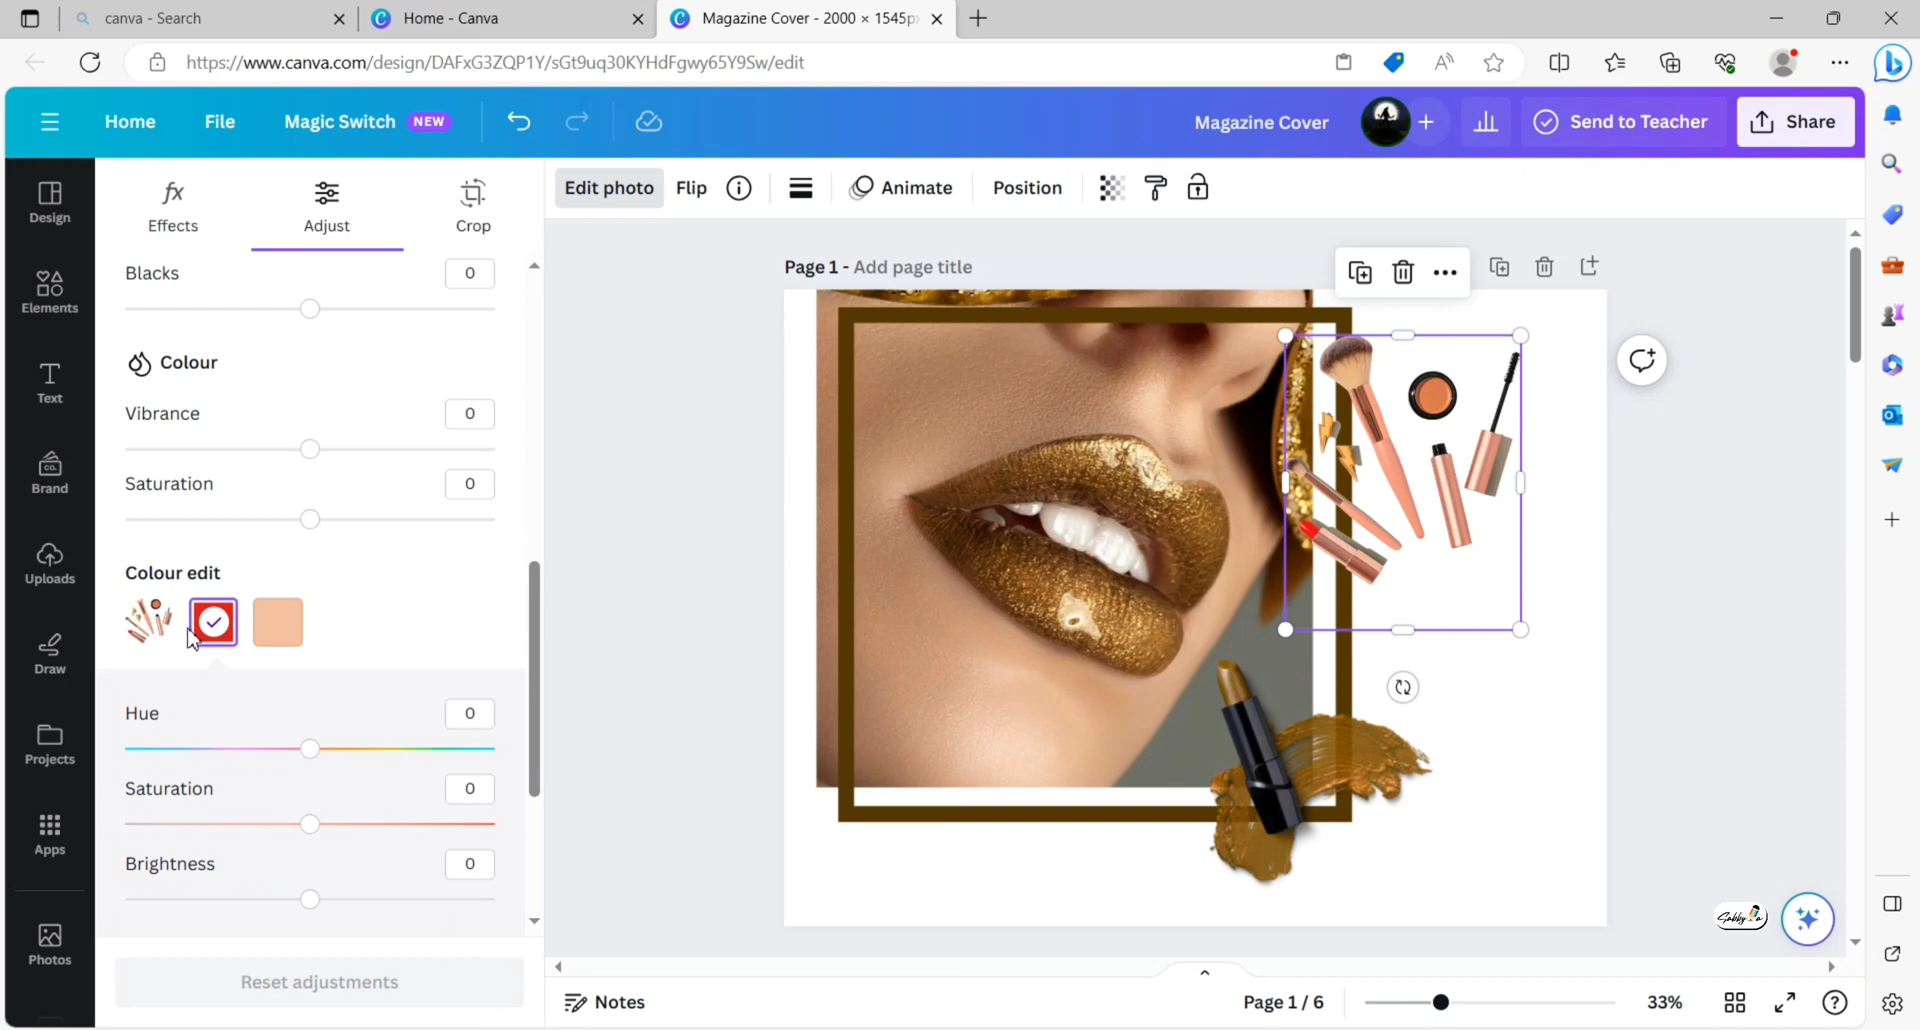 canva - Search
Home - Canva
Magazine Cover - 2000 × 1545p
https://www.canva.com/design/DAFxG3ZQP1Y/sGt9uq30KYHdFgwy65Y9Sw/edit
Home File Magic Switch NEW Magazine Cover Send to Teacher Share
Design
Elements
Text
Brand
Uploads
Draw
Projects
Apps
Photos
Effects Adjust Crop
Blacks 0
Colour
Vibrance 0
Saturation 0
Colour edit
Hue 0
Saturation 0
Brightness 0
Reset adjustments
Edit photo Flip Animate Position
Page 1 - Add page title
Notes Page 1 / 6 33%